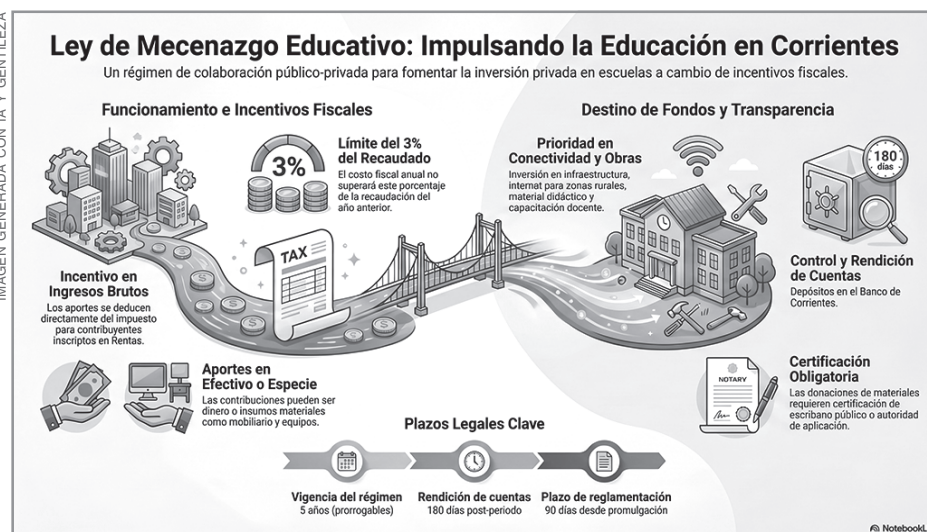 IMAGEN GENERADA CON IA Y GENTILEZA
Ley de Mecenazgo Educativo: Impulsando la Educación en Corrientes
Un régimen de colaboración público-privada para fomentar la inversión privada en escuelas a cambio de incentivos fiscales.
Funcionamiento e Incentivos Fiscales
3%
Límite del 3%
del Recaudado
El costo fiscal anual no
superará este porcentaje
de la recaudación del
año anterior.
TAX
Incentivo en
Ingresos Brutos
Los aportes se deducen
directamente del impuesto
para contribuyentes
inscriptos en Rentas.
Aportes en
Efectivo o Especie
Las contribuciones pueden ser
dinero o insumos materiales
como mobiliario y equipos.
Destino de Fondos y Transparencia
Prioridad en
Conectividad y Obras
Inversión en infraestructura,
internet para zonas rurales,
material didáctico y
capacitación docente.
180
días
Control y Rendición
de Cuentas
Depósitos en el Banco de
Corrientes.
NOTARY
Certificación
Obligatoria
Las donaciones de materiales
requieren certificación de
escribano público o autoridad
de aplicación.
Plazos Legales Clave
Vigencia del régimen
5 años (prorrogables)
Rendición de cuentas
180 días post-periodo
Plazo de reglamentación
90 días desde promulgación
NotebookL